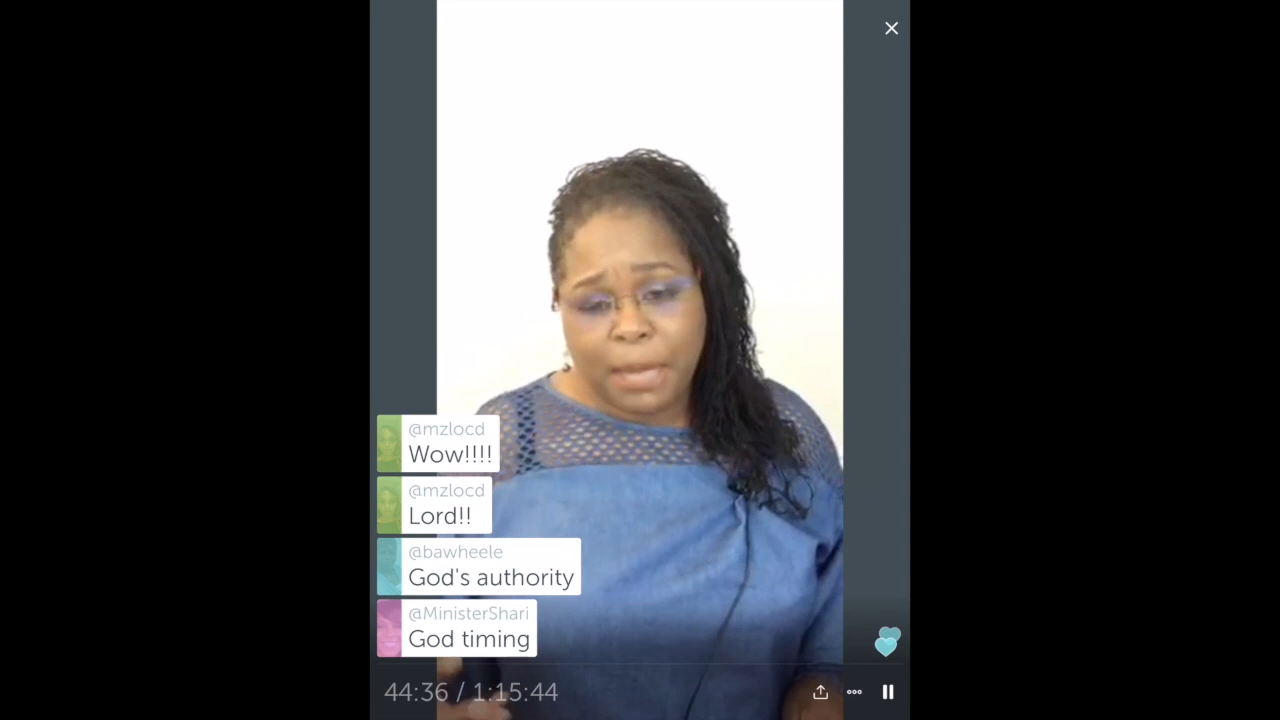 @mzlocd
Wow!!!!
@mzlocd
Lord!!
@bawheele
God's authority
@MinisterShari
God timing
44:36 / 1:15:44